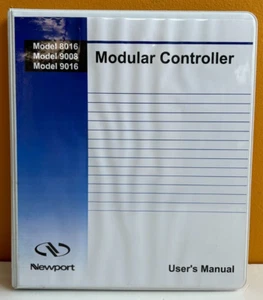 Model 8016
Model 9008
Model 9016
Modular Controller
Newport
User's Manual